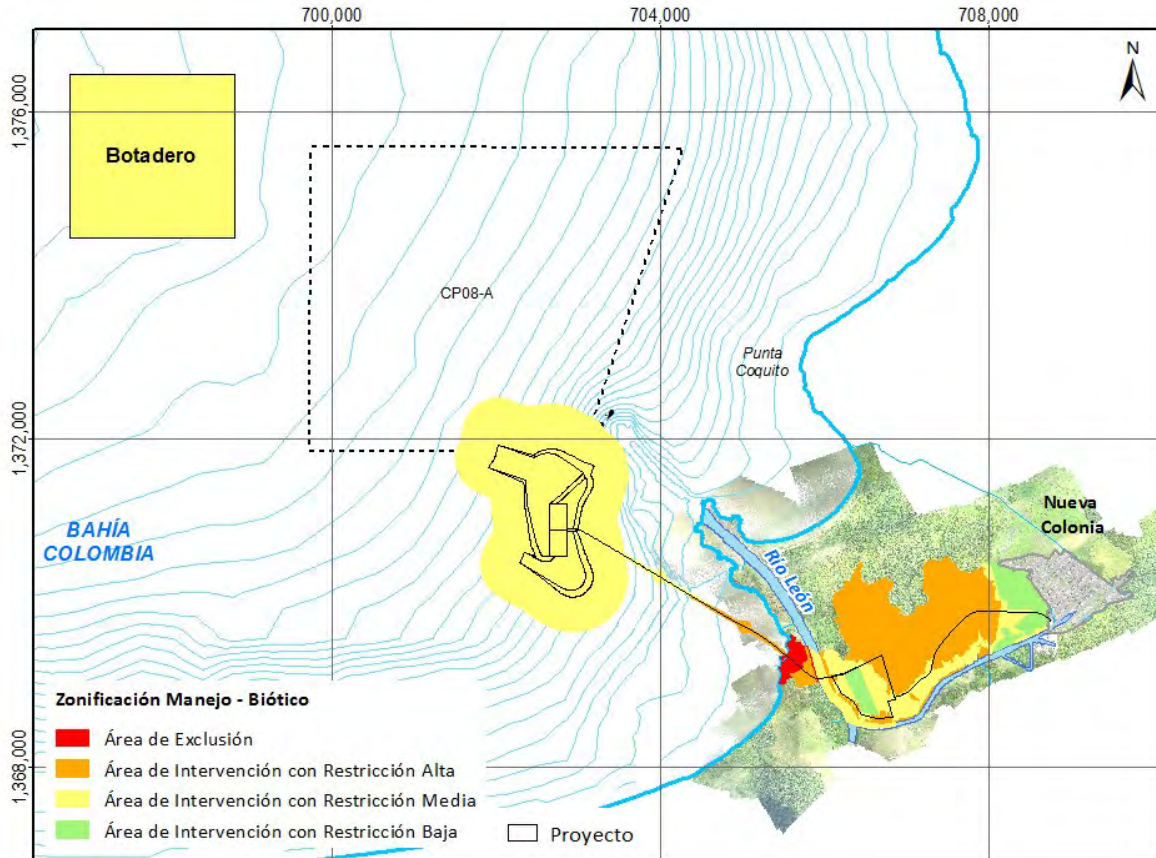 700,000
704,000
708,000
N
1,376,000
Botadero
CP08-A
Punta
Coquito
1,372,000
BAHÍA
COLOMBIA
Río León
Nueva
Colonia
1,368,000
Zonificación Manejo - Biótico
Área de Exclusión
Área de Intervención con Restricción Alta
Área de Intervención con Restricción Media
Área de Intervención con Restricción Baja
Proyecto